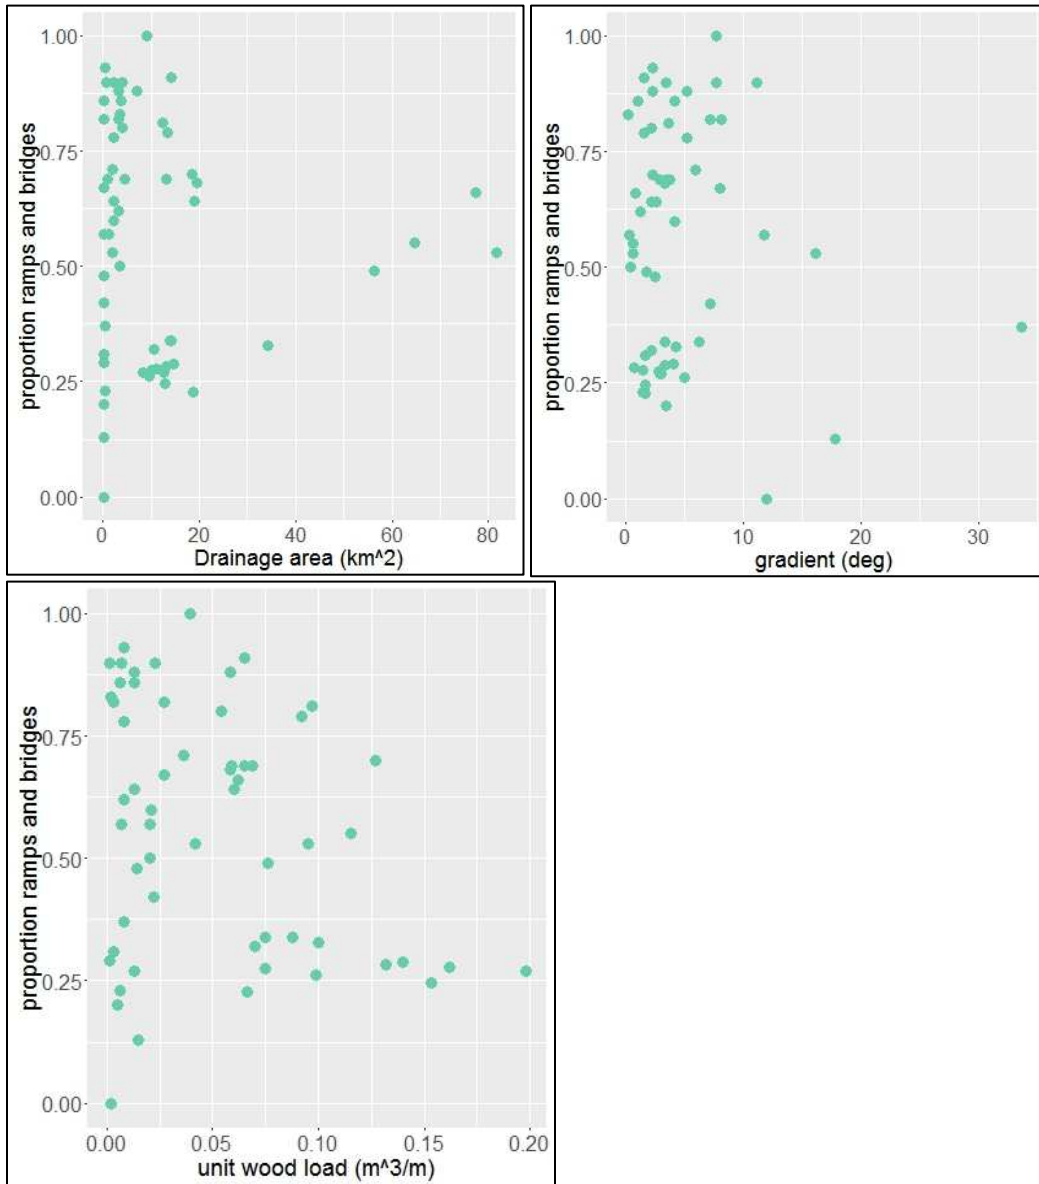 proportion ramps and bridges
1.00
0.75
0.50
0.25
0.00
0 20 40 60 80
Drainage area (km^2)
proportion ramps and bridges
1.00
0.75
0.50
0.25
0.00
0 10 20 30
gradient (deg)
proportion ramps and bridges
1.00
0.75
0.50
0.25
0.00
0.00 0.05 0.10 0.15 0.20
unit wood load (m^3/m)